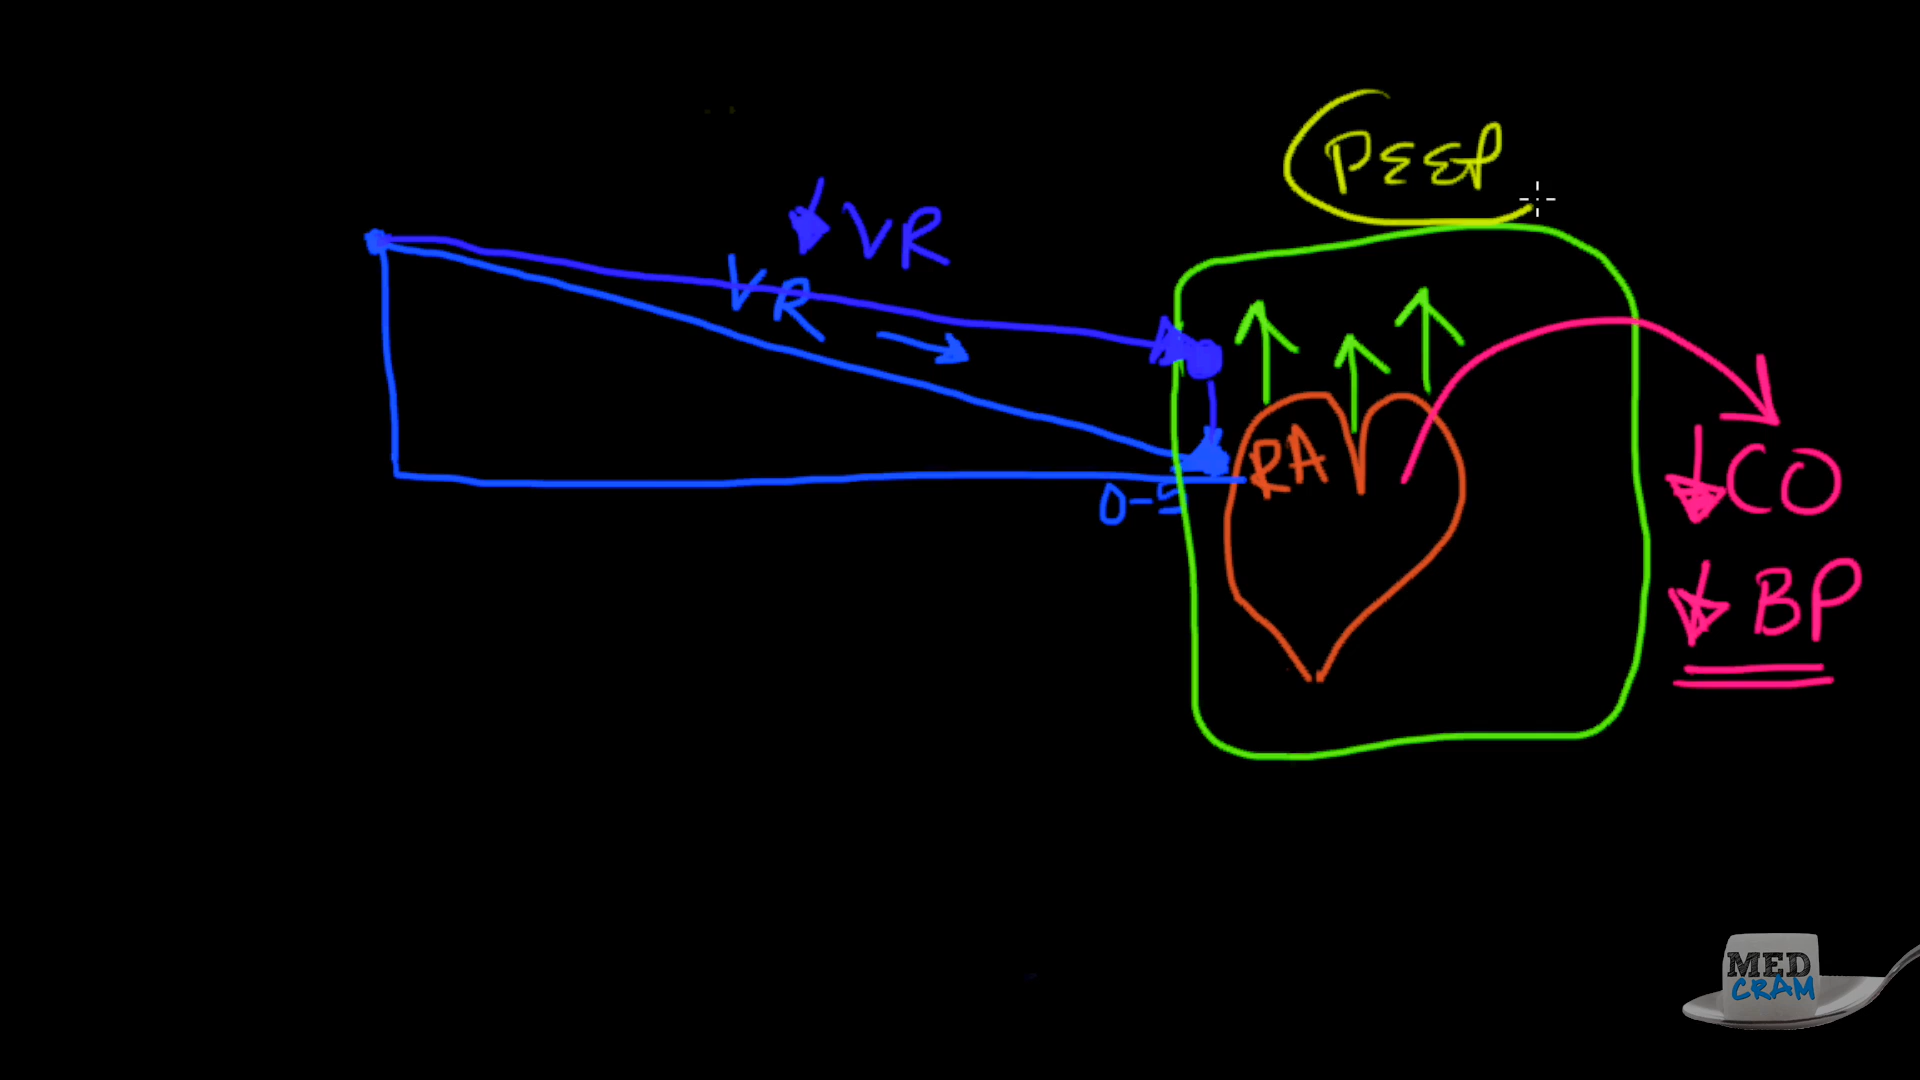 PEEP
↓ VR
VR →
RA
0-5
↓ CO
↓ BP
MED
CRAM